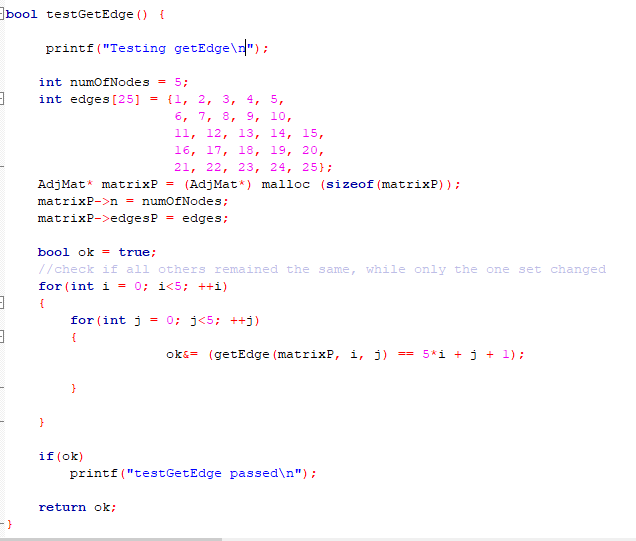 bool testGetEdge() {
printf("Testing getEdge\n");
int numOfNodes = 5;
int edges[25] = {1, 2, 3, 4, 5,
6, 7, 8, 9, 10,
11, 12, 13, 14, 15,
16, 17, 18, 19, 20,
21, 22, 23, 24, 25};
AdjMat* matrixP = (AdjMat*) malloc (sizeof(matrixP));
matrixP->n = numOfNodes;
matrixP->edgesP = edges;
bool ok = true;
//check if all others remained the same, while only the one set changed
for(int i = 0; i<5; ++i)
{
for(int j = 0; j<5; ++j)
{
ok&= (getEdge(matrixP, i, j) == 5*i + j + 1);
}
}
if(ok)
printf("testGetEdge passed\n");
return ok;
}